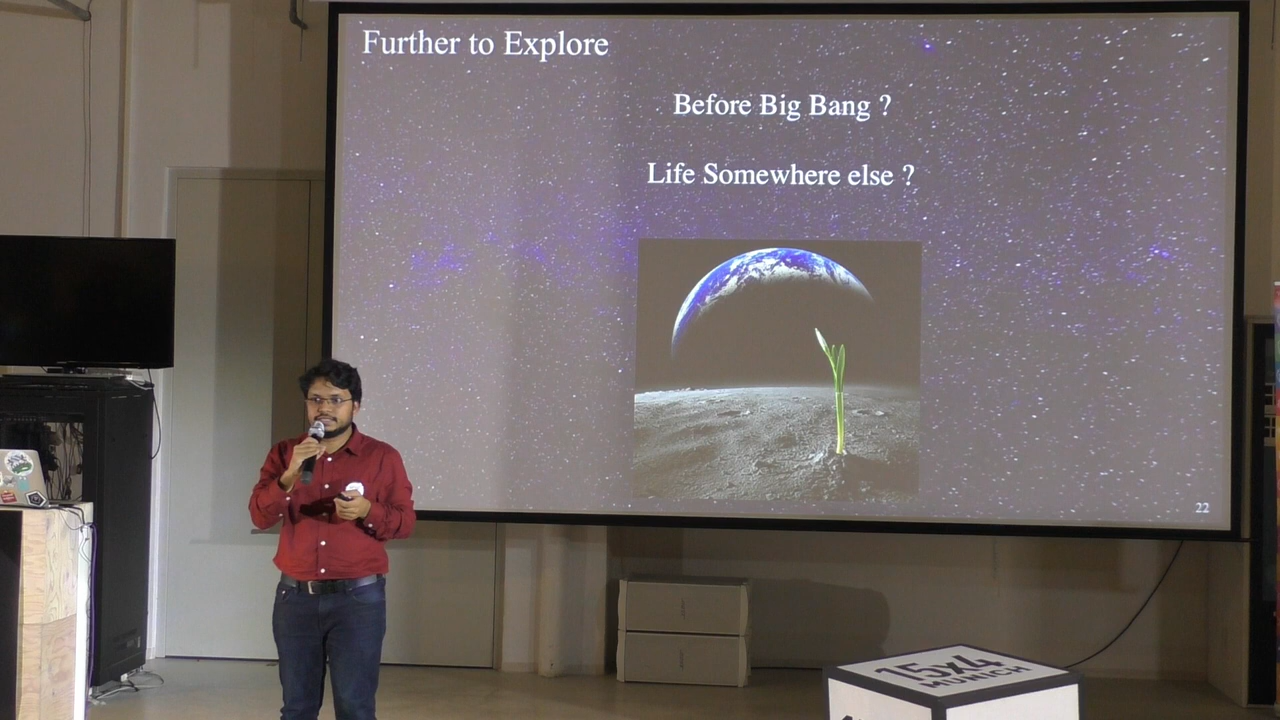 Further to Explore
Before Big Bang ?
Life Somewhere else ?
22
15x4
MUNICH